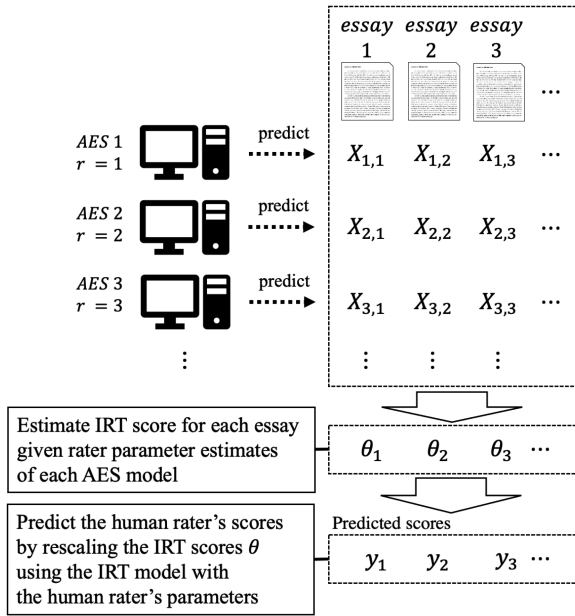 essay essay essay
1 2 3
...
AES 1
r = 1
predict
X1,1 X1,2 X1,3 ...
AES 2
r = 2
predict
X2,1 X2,2 X2,3 ...
AES 3
r = 3
predict
X3,1 X3,2 X3,3 ...
⋮ ⋮ ⋮ ⋮
Estimate IRT score for each essay
given rater parameter estimates
of each AES model
θ1 θ2 θ3 ...
Predict the human rater's scores
by rescaling the IRT scores θ
using the IRT model with
the human rater's parameters
Predicted scores
y1 y2 y3 ...